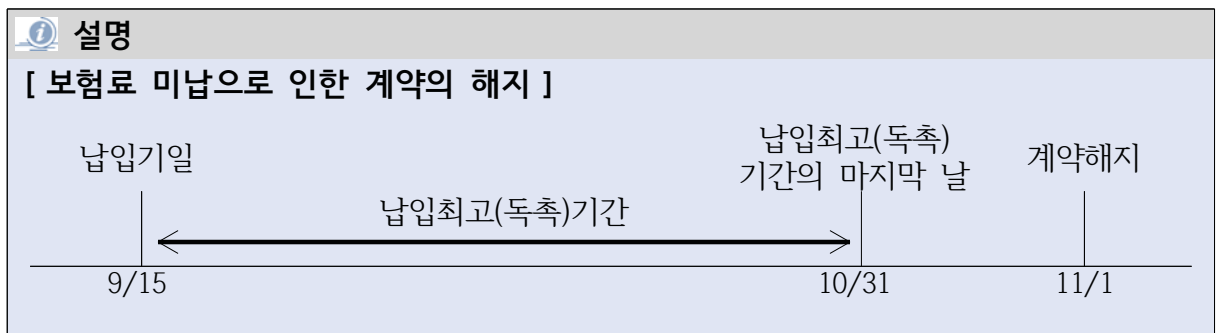 설명
[ 보험료 미납으로 인한 계약의 해지 ]
납입기일
납입최고(독촉)
기간의 마지막 날
계약해지
납입최고(독촉)기간
9/15
10/31
11/1